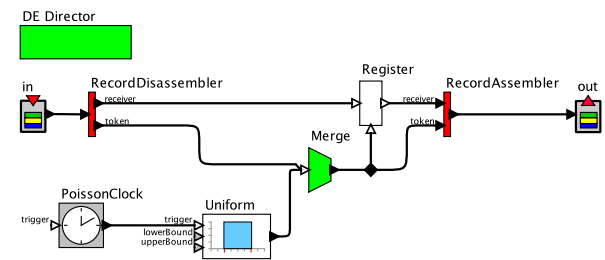 DE Director
in
RecordDisassembler
receiver
token
Register
receiver
token
RecordAssembler
out
Merge
PoissonClock
trigger
Uniform
trigger
lowerBound
upperBound